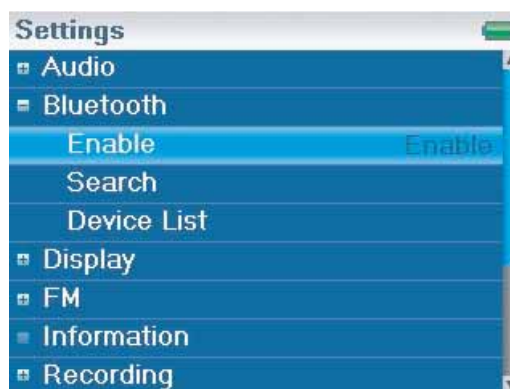 Settings
Audio
Bluetooth
Enable Enable
Search
Device List
Display
FM
Information
Recording